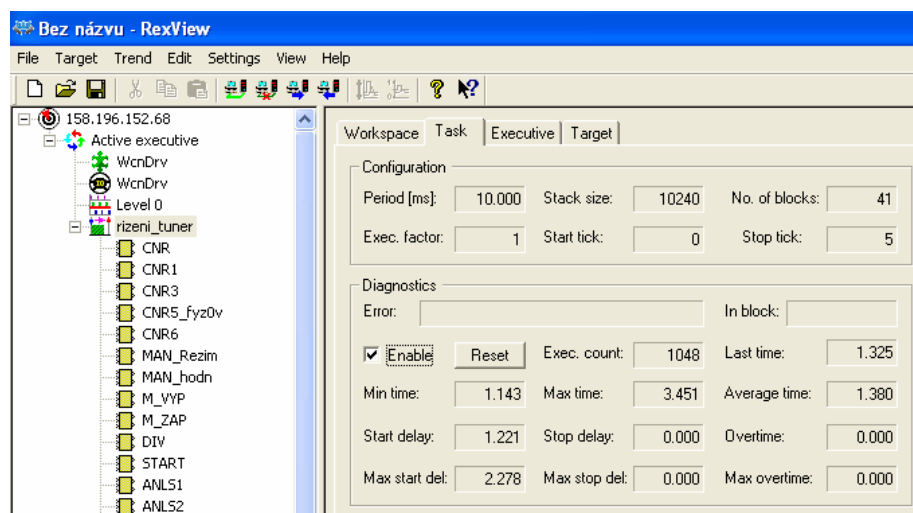 Bez názvu - RexView
File Target Trend Edit Settings View Help
158.196.152.68
Active executive
WcnDrv
WcnDrv
Level 0
rizeni_tuner
CNR
CNR1
CNR3
CNR5_fyz0v
CNR6
MAN_Rezim
MAN_hodn
M_VYP
M_ZAP
DIV
START
ANLS1
ANLS2
Workspace Task Executive Target
Configuration
Period [ms]: 10.000 Stack size: 10240 No. of blocks: 41
Exec. factor: 1 Start tick: 0 Stop tick: 5
Diagnostics
Error: In block:
Enable Reset Exec. count: 1048 Last time: 1.325
Min time: 1.143 Max time: 3.451 Average time: 1.380
Start delay: 1.221 Stop delay: 0.000 Overtime: 0.000
Max start del: 2.278 Max stop del: 0.000 Max overtime: 0.000